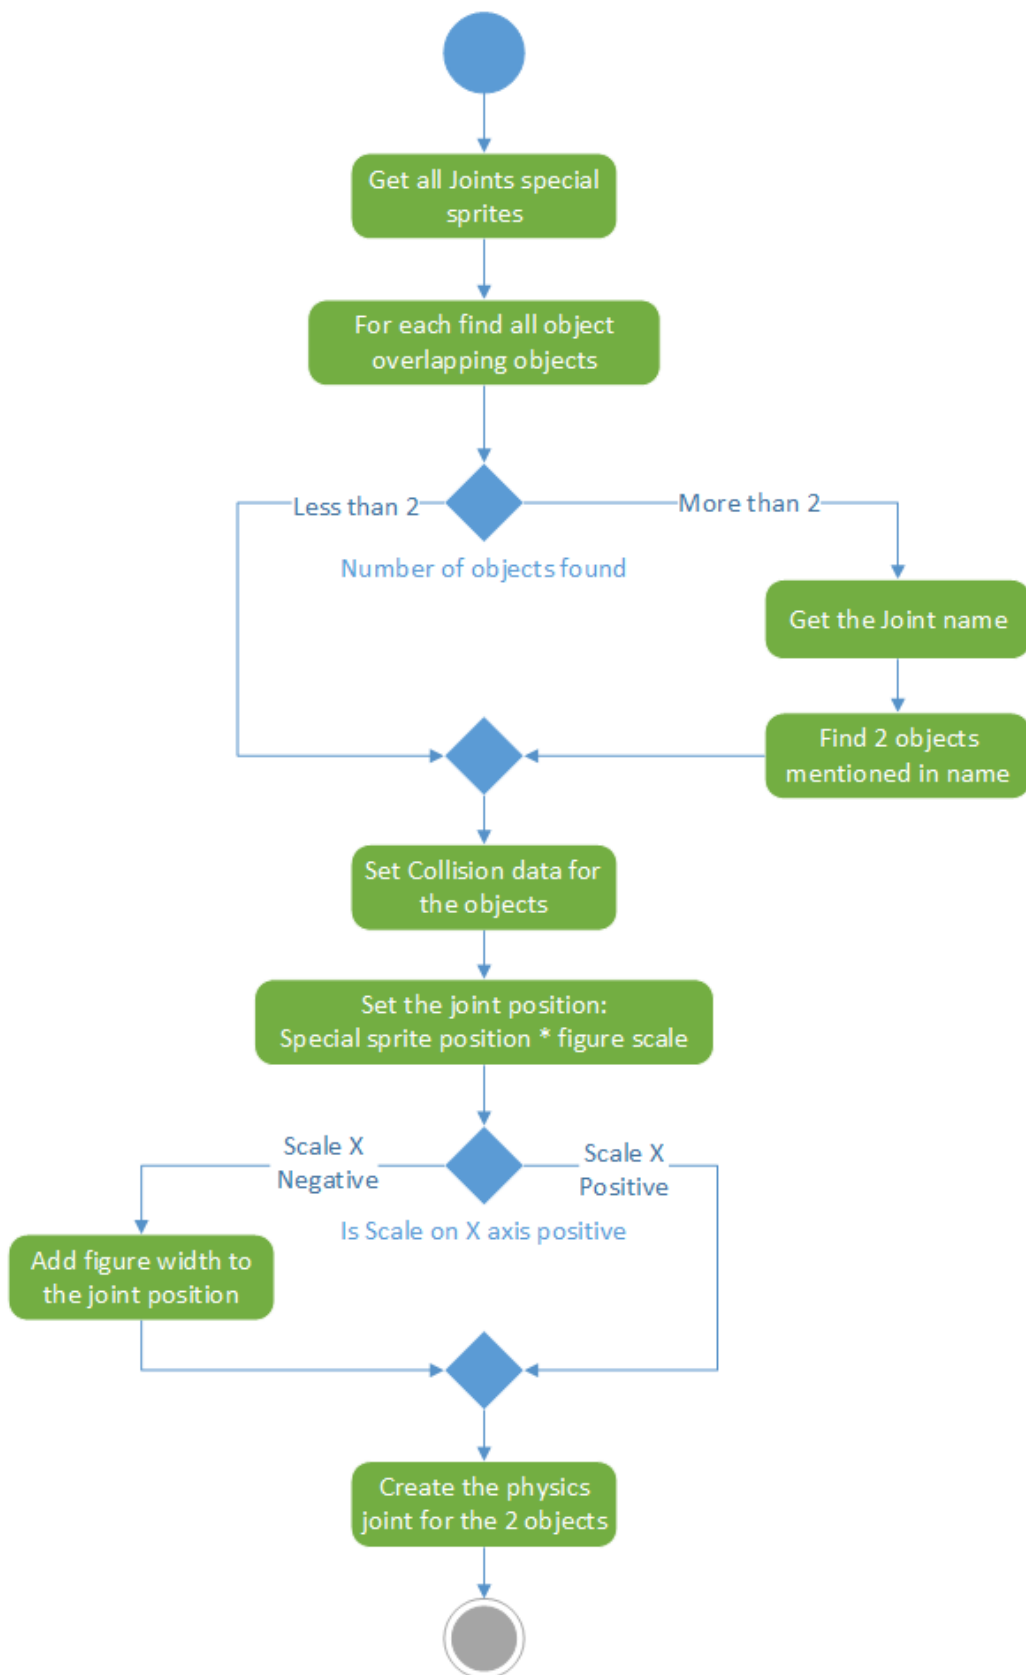 Get all Joints special
sprites
For each find all object
overlapping objects
Less than 2
More than 2
Number of objects found
Get the Joint name
Find 2 objects
mentioned in name
Set Collision data for
the objects
Set the joint position:
Special sprite position * figure scale
Scale X
Negative
Scale X
Positive
Is Scale on X axis positive
Add figure width to
the joint position
Create the physics
joint for the 2 objects